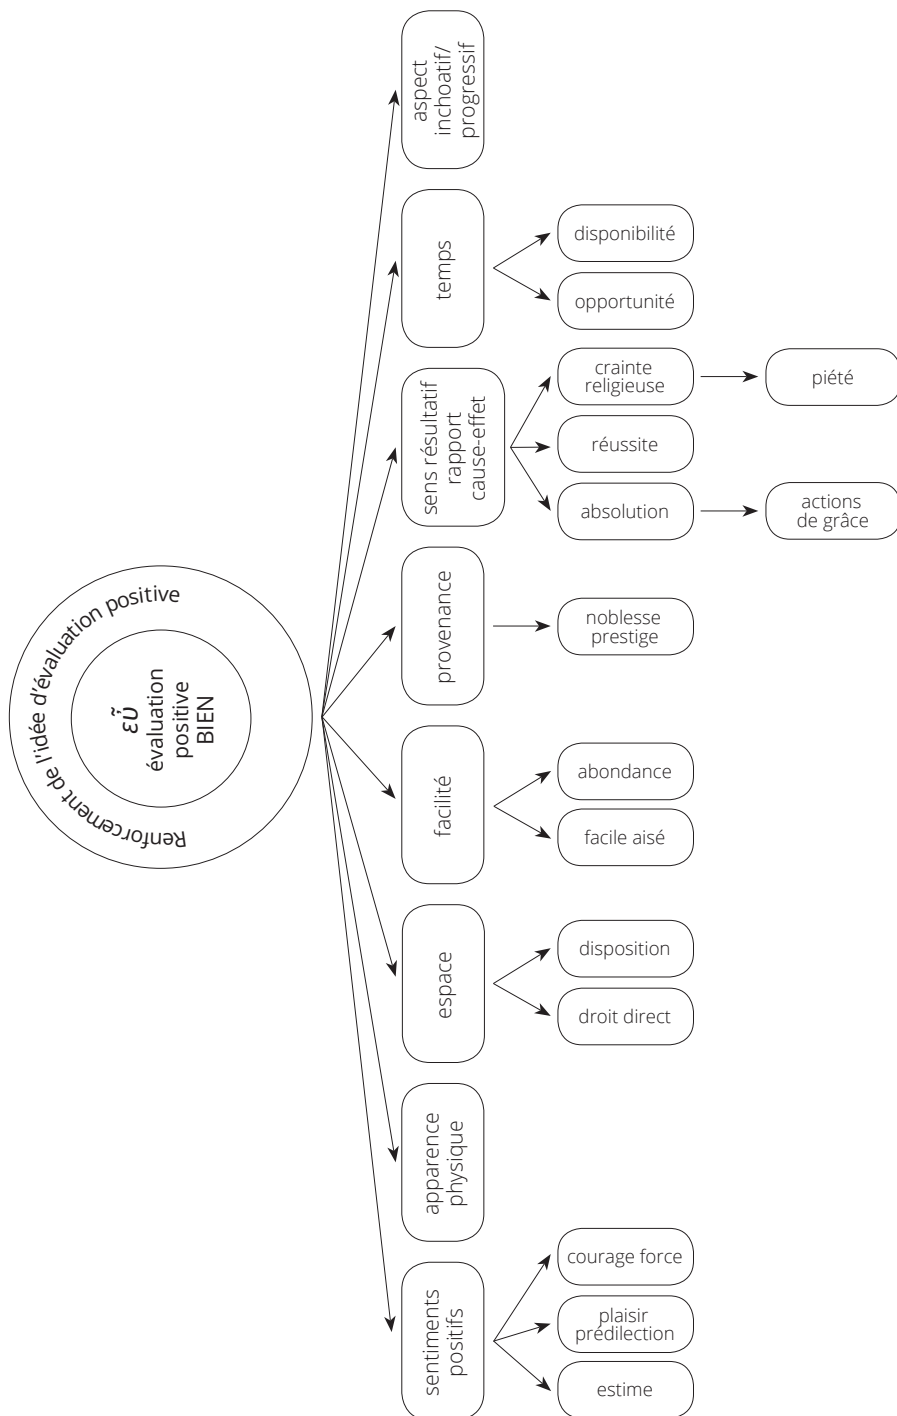 Renforcement de l'idée d'évaluation positive
εὖ
évaluation
positive
BIEN
sentiments
positifs
estime
plaisir
prédilection
courage force
apparence
physique
espace
droit direct
disposition
facilité
facile aisé
abondance
provenance
noblesse
prestige
sens résultatif
rapport
cause-effet
absolution
actions
de grâce
réussite
crainte
religieuse
piété
temps
opportunité
disponibilité
aspect
inchoatif/
progressif